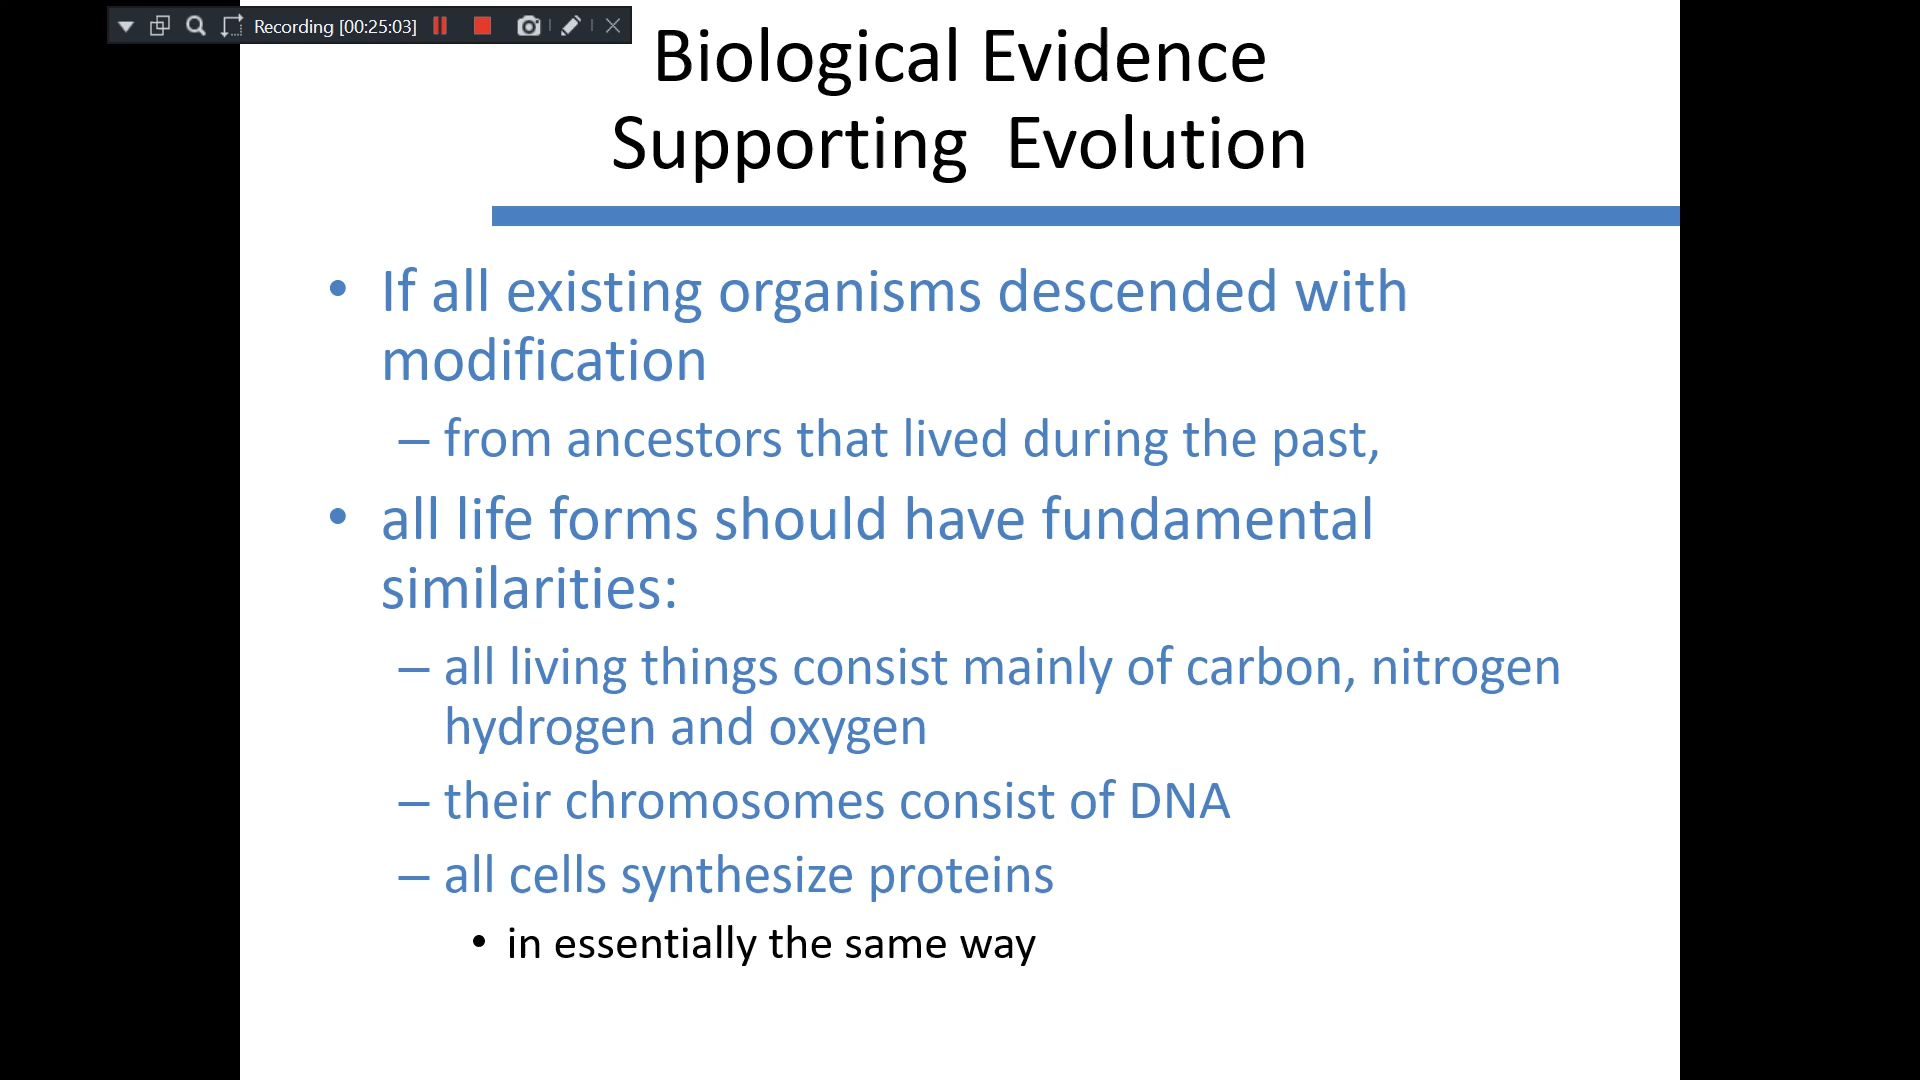 Recording [00:25:03]
Biological Evidence
Supporting Evolution
• If all existing organisms descended with
modification
– from ancestors that lived during the past,
• all life forms should have fundamental
similarities:
– all living things consist mainly of carbon, nitrogen
hydrogen and oxygen
– their chromosomes consist of DNA
– all cells synthesize proteins
• in essentially the same way